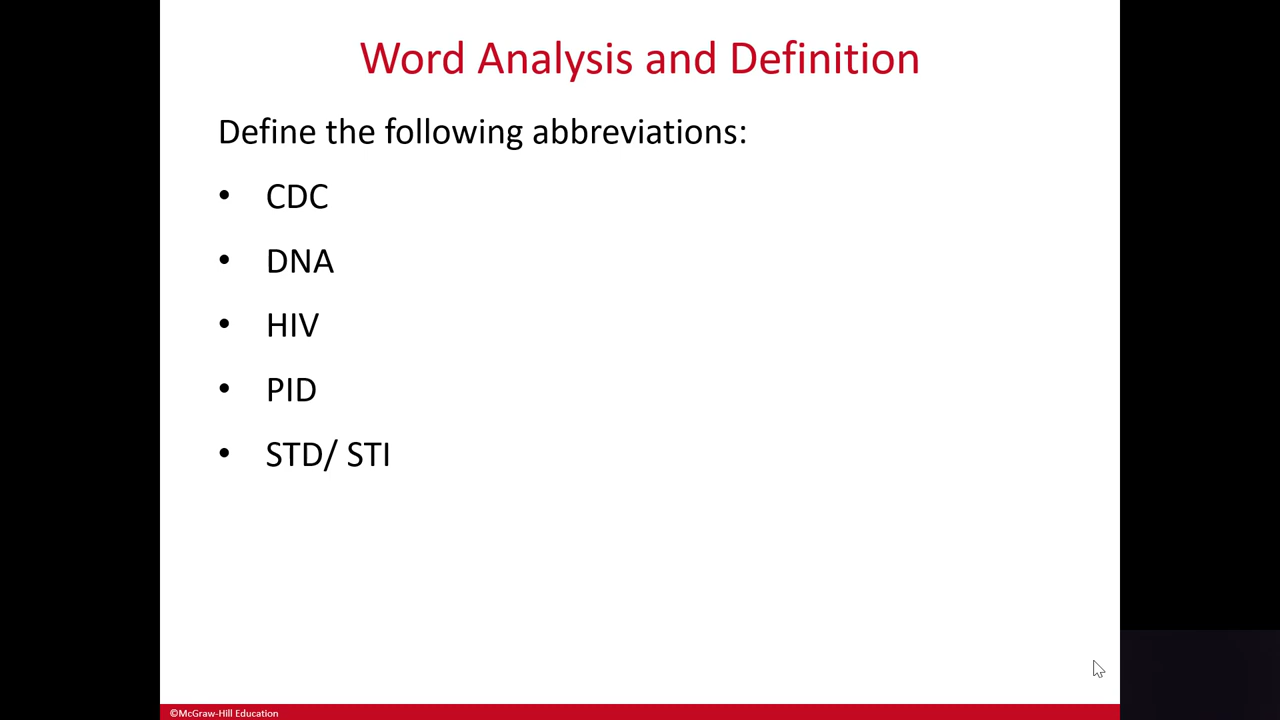 Word Analysis and Definition
Define the following abbreviations:
• CDC
• DNA
• HIV
• PID
• STD/ STI
©McGraw-Hill Education